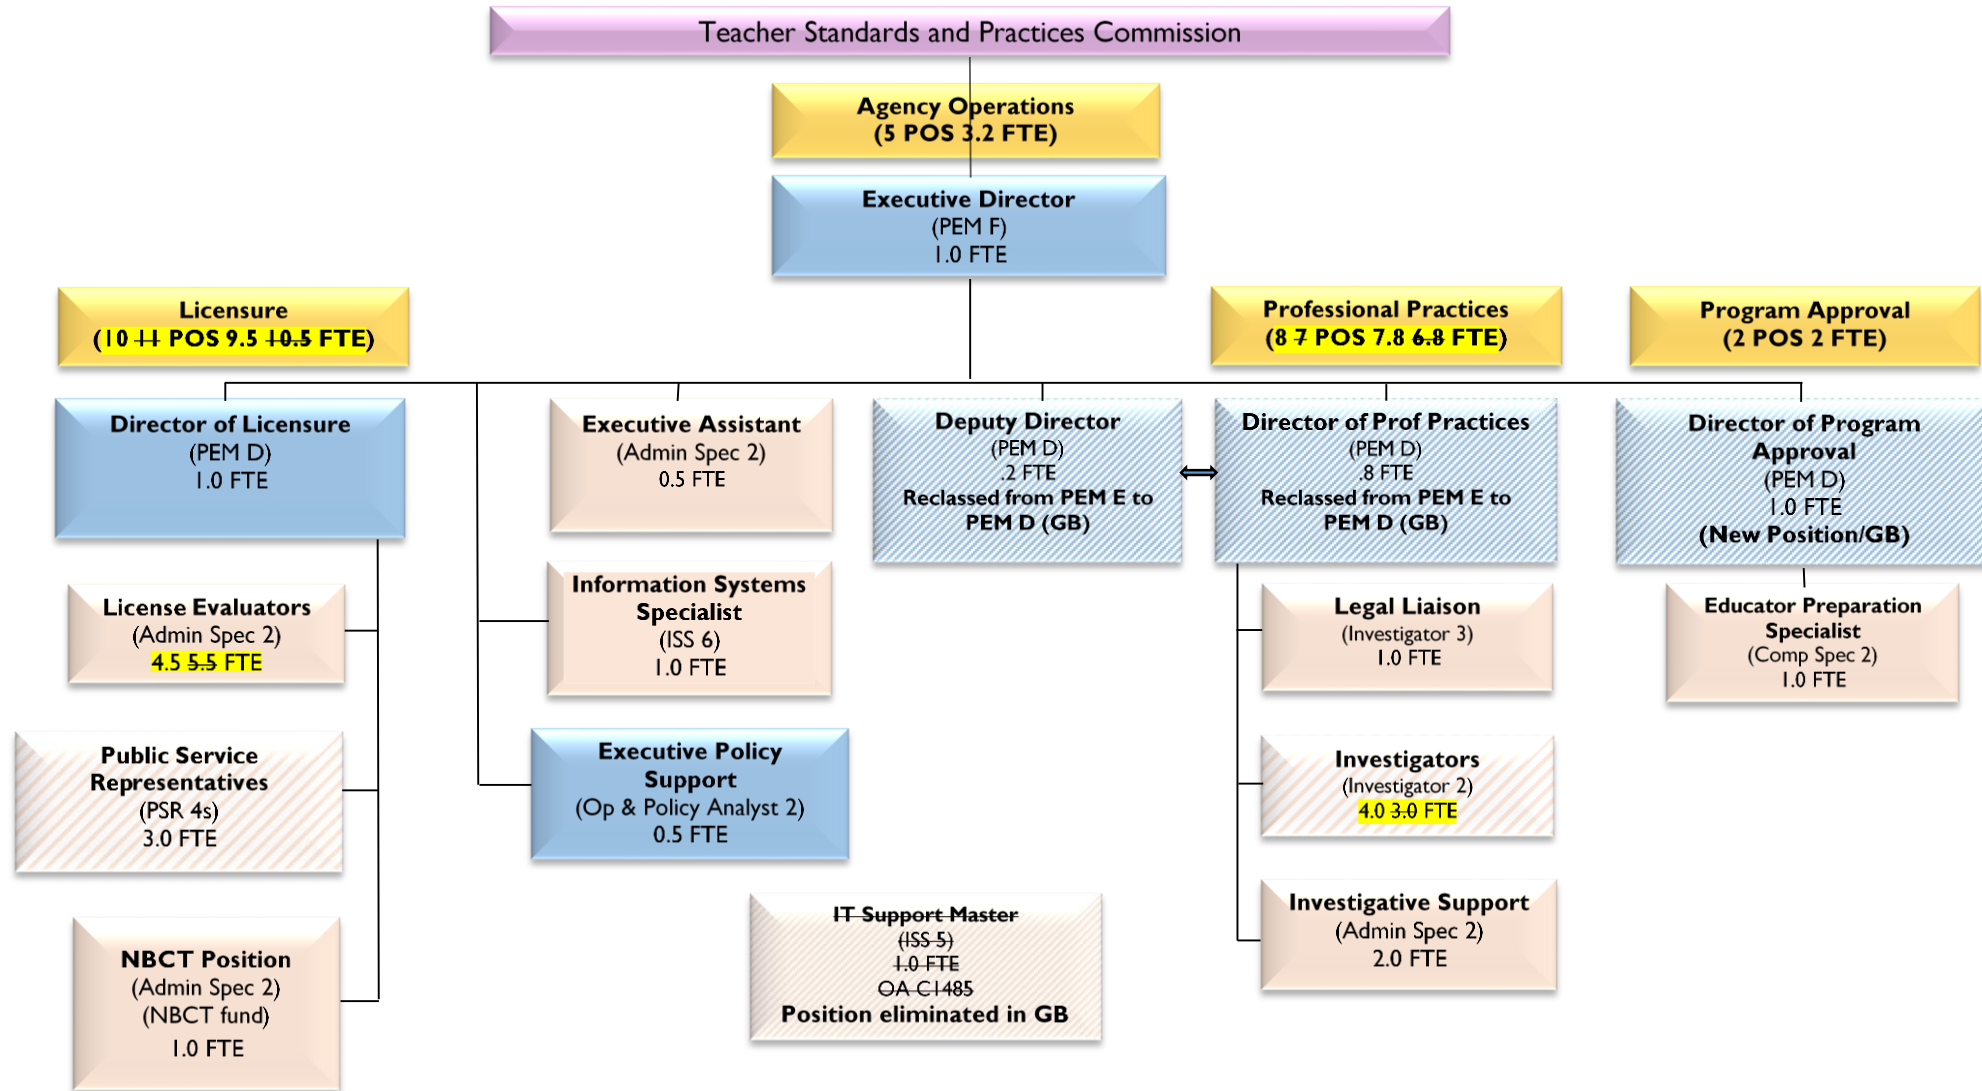 Teacher Standards and Practices Commission
Agency Operations
(5 POS 3.2 FTE)
Executive Director
(PEM F)
1.0 FTE
Licensure
(10 11 POS 9.5 10.5 FTE)
Professional Practices
(8 7 POS 7.8 6.8 FTE)
Program Approval
(2 POS 2 FTE)
Director of Licensure
(PEM D)
1.0 FTE
Executive Assistant
(Admin Spec 2)
0.5 FTE
Deputy Director
(PEM D)
.2 FTE
Reclassed from PEM E to
PEM D (GB)
Director of Prof Practices
(PEM D)
.8 FTE
Reclassed from PEM E to
PEM D (GB)
Director of Program
Approval
(PEM D)
1.0 FTE
(New Position/GB)
License Evaluators
(Admin Spec 2)
4.5 5.5 FTE
Information Systems
Specialist
(ISS 6)
1.0 FTE
Legal Liaison
(Investigator 3)
1.0 FTE
Educator Preparation
Specialist
(Comp Spec 2)
1.0 FTE
Public Service
Representatives
(PSR 4s)
3.0 FTE
Executive Policy
Support
(Op & Policy Analyst 2)
0.5 FTE
Investigators
(Investigator 2)
4.0 3.0 FTE
NBCT Position
(Admin Spec 2)
(NBCT fund)
1.0 FTE
IT Support Master
(ISS 5)
1.0 FTE
OA C1485
Position eliminated in GB
Investigative Support
(Admin Spec 2)
2.0 FTE